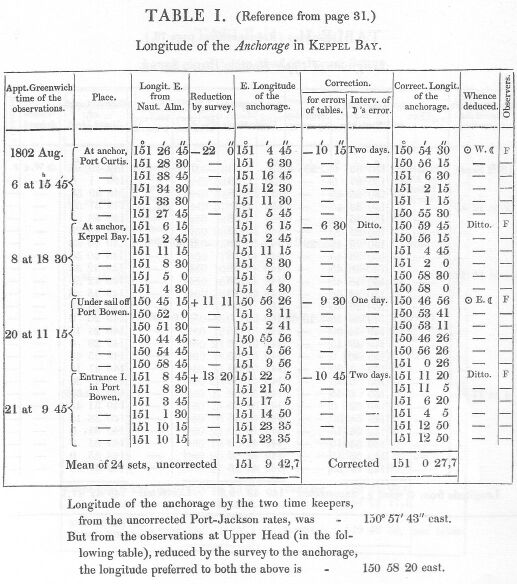 TABLE I. (Reference from page 31.)
Longitude of the Anchorage in KEPPEL BAY.
Appt. Greenwich time of the observations. | Place. | Longit. E. from Naut. Alm. | Reduction by survey. | E. Longitude of the anchorage. | Correction. for errors of tables. | Interv. of ☽'s error. | Correct. Longit. of the anchorage. | Whence deduced. | Observers.
° ′ ″ | ′ ″ | ° ′ ″ | ′ ″ | ° ′ ″
1802 Aug. | At anchor, | 151 26 45 | — 22 0 | 151 4 45 | — 10 15 | Two days. | 150 54 30 | ☉ W. ☾ | F
Port Curtis. | 151 28 30 | — | 151 6 30 | — | — | 150 56 15 | — | —
h ′
6 at 15 45 | — | 151 38 45 | — | 151 16 45 | — | — | 151 6 30 | — | —
— | 151 34 30 | — | 151 12 30 | — | — | 151 2 15 | — | —
— | 151 33 30 | — | 151 11 30 | — | — | 151 1 15 | — | —
— | 151 27 45 | — | 151 5 45 | — | — | 150 55 30 | — | —
At anchor, | 151 6 15 | 151 6 15 | — 6 30 | Ditto. | 150 59 45 | Ditto. | F
Keppel Bay. | 151 2 45 | 151 2 45 | — | — | 150 56 15 | — | —
8 at 18 30 | — | 151 11 15 | 151 11 15 | — | — | 151 4 45 | — | —
— | 151 8 30 | 151 8 30 | — | — | 151 2 0 | — | —
— | 151 5 0 | 151 5 0 | — | — | 150 58 30 | — | —
— | 151 4 30 | 151 4 30 | — | — | 150 58 0 | — | —
Under sail off | 150 45 15 | + 11 11 | 150 56 26 | — 9 30 | One day. | 150 46 56 | ☉ E. ☾ | F
Port Bowen. | 150 52 0 | — | 151 3 11 | — | — | 150 53 41 | — | —
20 at 11 15 | — | 150 51 30 | — | 151 2 41 | — | — | 150 53 11 | — | —
— | 150 44 45 | — | 150 55 56 | — | — | 150 46 26 | — | —
— | 150 54 45 | — | 151 5 56 | — | — | 150 56 26 | — | —
— | 150 58 45 | — | 151 9 56 | — | — | 151 0 26 | — | —
Entrance I. | 151 8 45 | + 13 20 | 151 22 5 | — 10 45 | Two days. | 151 11 20 | Ditto. | F
in Port | 151 8 30 | — | 151 21 50 | — | — | 151 11 5 | — | —
Bowen. | 151 3 45 | — | 151 17 5 | — | — | 151 6 20 | — | —
21 at 9 45 | — | 151 1 30 | — | 151 14 50 | — | — | 151 4 5 | — | —
— | 151 10 15 | — | 151 23 35 | — | — | 151 12 50 | — | —
— | 151 10 15 | — | 151 23 35 | — | — | 151 12 50 | — | —
Mean of 24 sets, uncorrected | 151 9 42,7 | Corrected | 151 0 27,7
Longitude of the anchorage by the two time keepers,
from the uncorrected Port-Jackson rates, was - 150° 57' 43" east.
But from the observations at Upper Head (in the fol-
lowing table), reduced by the survey to the anchorage,
the longitude preferred to both the above is - 150 58 20 east.